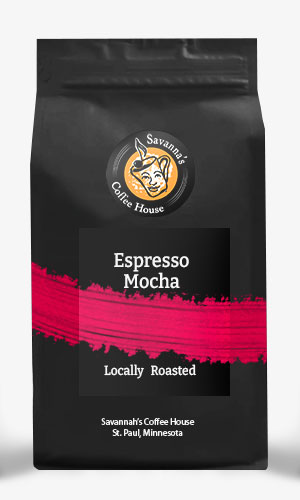 Savanna's
Coffee House
Espresso
Mocha
Locally Roasted
Savannah's Coffee House
St. Paul, Minnesota